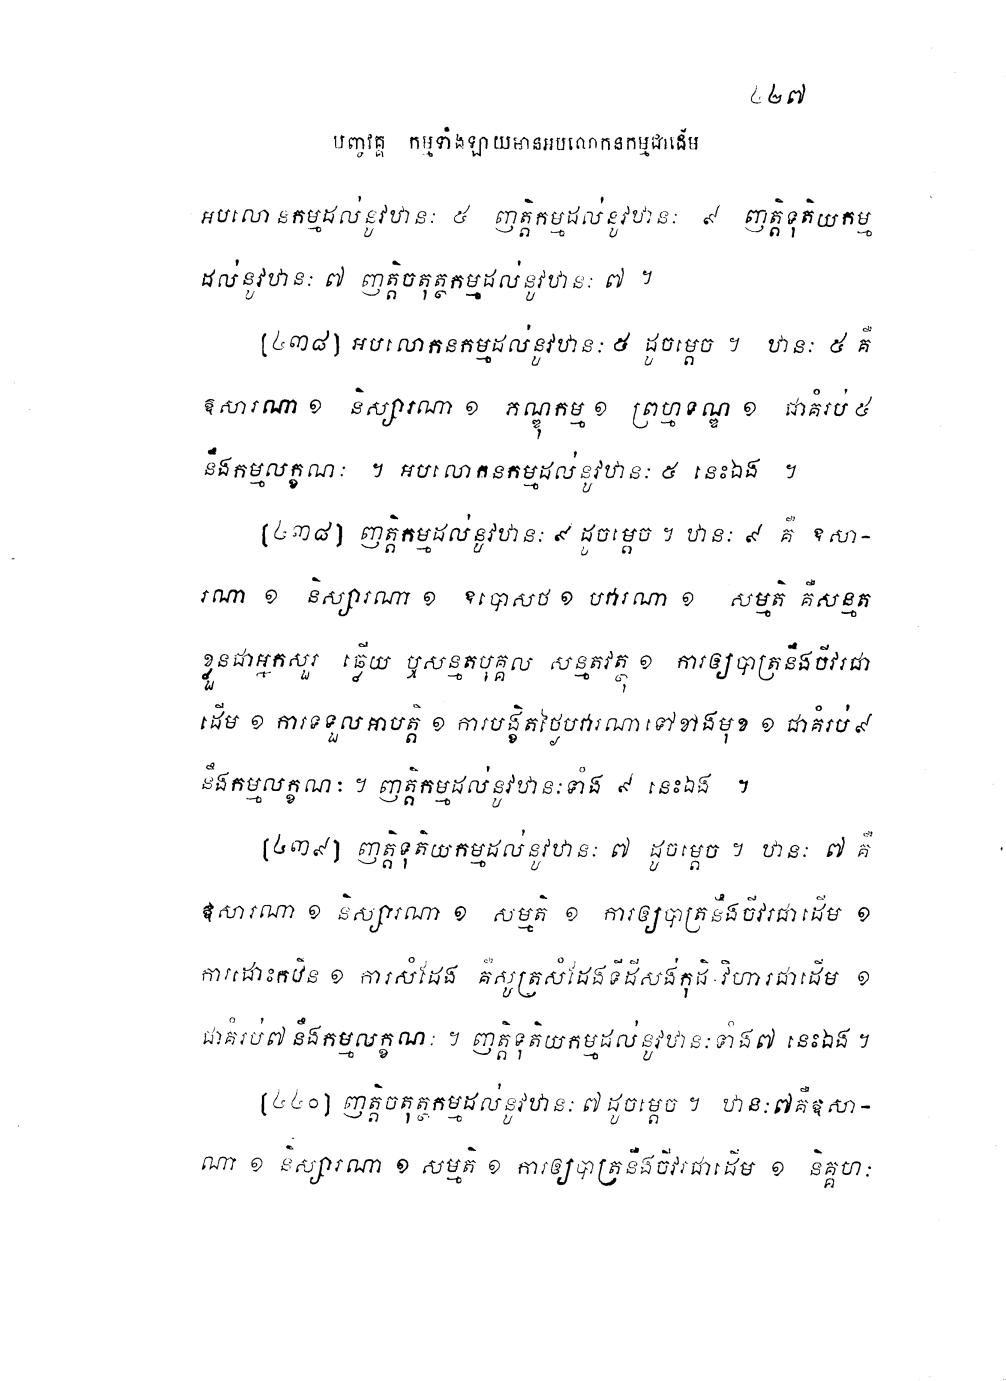 ៤២៧
បញ្ចវគ្គ កម្មទាំងឡាយមានអបលោកនកម្មជាដើម
អបលោនកម្មដល់នូវឋានៈ ៥ ញត្តិកម្មដល់នូវឋានៈ ៩ ញត្តិទុតិយកម្ម
ដល់នូវឋានៈ ៧ ញត្តិចតុត្ថកម្មដល់នូវឋានៈ ៧ ។
[៤៣៨] អបលោកនកម្មដល់នូវឋានៈ ៥ ដូចម្តេច ។ ឋានៈ ៥ គឺ
ឱសារណា ១ និស្សារណា ១ ភណ្ឌុកម្ម ១ ព្រហ្មទណ្ឌ ១ ជាគំរប់ ៥
នឹងកម្មលក្ខណៈ ។ អបលោកនកម្មដល់នូវឋានៈ ៥ នេះឯង ។
[៤៣៨] ញត្តិកម្មដល់នូវឋានៈ ៩ ដូចម្តេច ។ ឋានៈ ៩ គឺ ឱសា-
រណា ១ និស្សារណា ១ ឧបោសថ ១ បវារណា ១ សម្មតិ គឺសន្មត
ខ្លួនជាអ្នកសួរ ឆ្លើយ ឬសន្មតបុគ្គល សន្មតវត្ថុ ១ ការឲ្យបាត្រនឹងចីវរជា
ដើម ១ ការទទួលអាបត្តិ ១ ការបង្ខិតថ្ងៃបវារណាទៅខាងមុខ ១ ជាគំរប់ ៩
នឹងកម្មលក្ខណៈ ។ ញត្តិកម្មដល់នូវឋានៈទាំង ៩ នេះឯង ។
[៤៣៩] ញត្តិទុតិយកម្មដល់នូវឋានៈ ៧ ដូចម្តេច ។ ឋានៈ ៧ គឺ
ឱសារណា ១ និស្សារណា ១ សម្មតិ ១ ការឲ្យបាត្រនឹងចីវរជាដើម ១
ការដោះកឋិន ១ ការសំដែង គឺសូត្រសំដែងទីដីសង់កុដិ វិហារជាដើម ១
ជាគំរប់៧ នឹងកម្មលក្ខណៈ ។ ញត្តិទុតិយកម្មដល់នូវឋានៈទាំង៧ នេះឯង ។
[៤៤០] ញត្តិចតុត្ថកម្មដល់នូវឋានៈ ៧ ដូចម្តេច ។ ឋានៈ៧គឺឱសា-
ណា ១ និស្សារណា ១ សម្មតិ ១ ការឲ្យបាត្រនឹងចីវរជាដើម ១ និគ្គហៈ